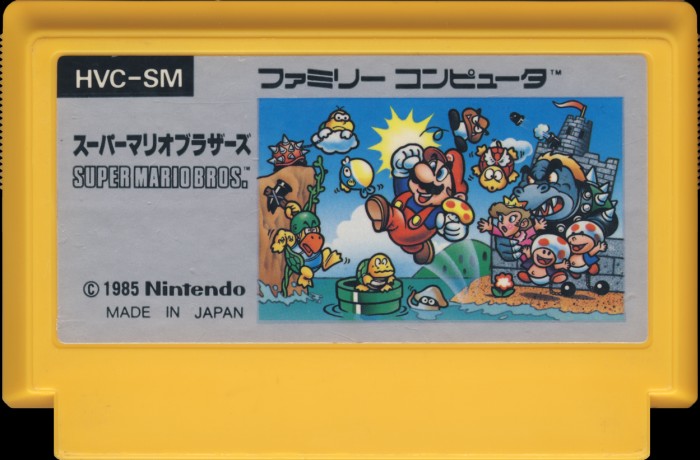 HVC-SM
ファミリー コンピュータ™
スーパーマリオブラザーズ
SUPER MARIO BROS.™
© 1985 Nintendo
MADE IN JAPAN